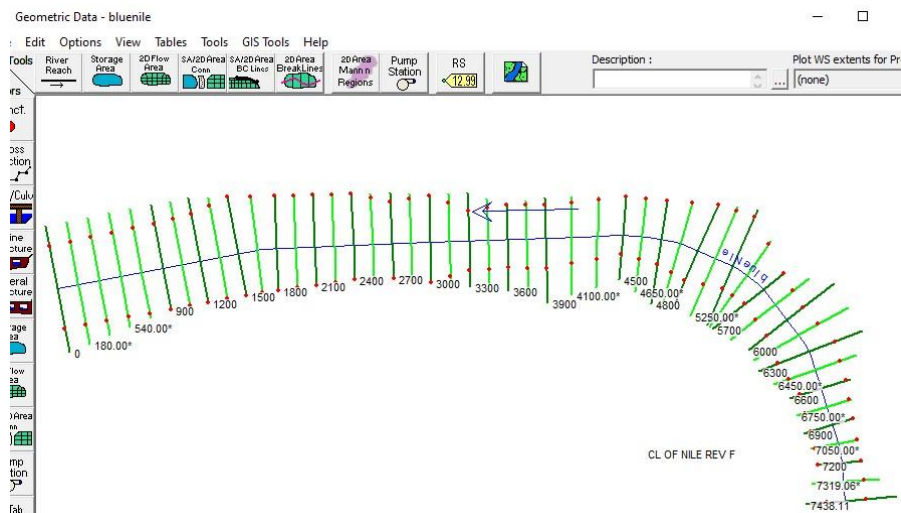 Geometric Data - bluenile
Edit Options View Tables Tools GIS Tools Help
Tools
River Reach
Storage Area
2D Flow Area
SA/2D Area Conn
SA/2D Area BC Lines
2D Area BreakLines
2D Area Mann n Regions
Pump Station
RS
12.99
Description :
...
Plot WS extents for Pr
(none)
blueNile
0
180.00*
540.00*
900
1200
1500
1800
2100
2400
2700
3000
3300
3600
3900
4100.00*
4500
4650.00*
4800
5250.00*
5700
6000
6300
6450.00*
6600
6750.00*
6900
7050.00*
7200
7319.06*
7438.11
CL OF NILE REV F